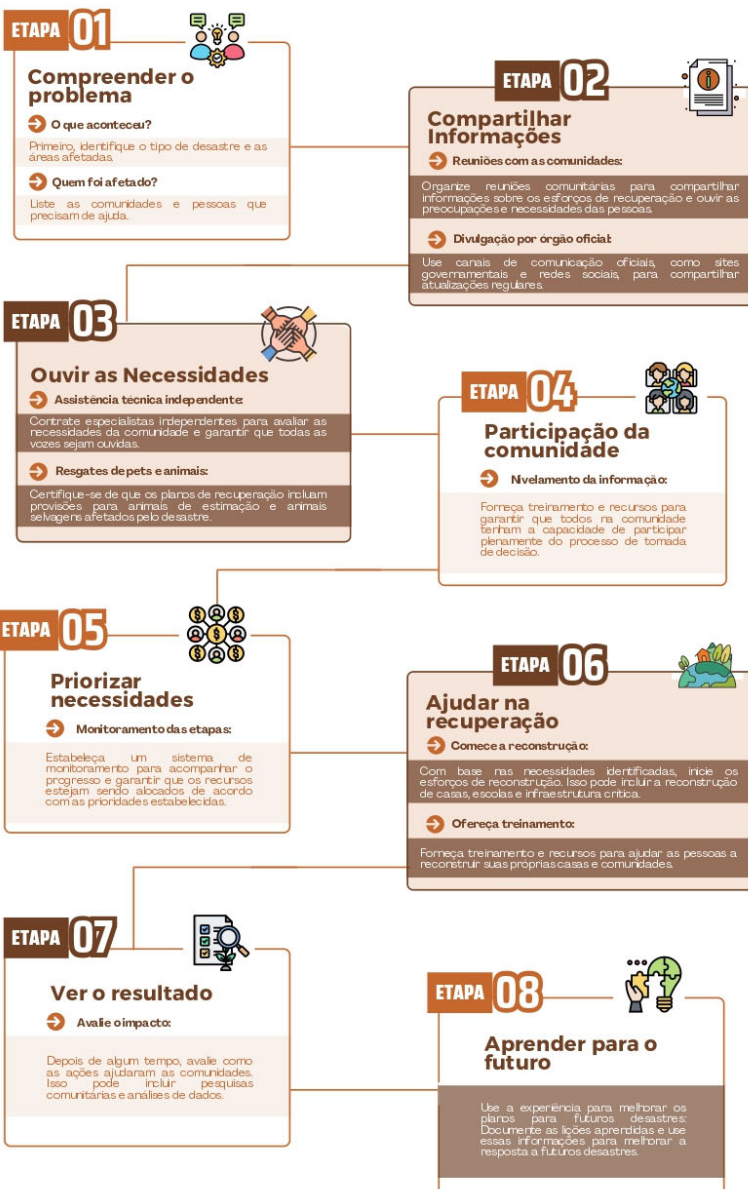 ETAPA 01
Compreender o
problema
O que aconteceu?
Primeiro, identifique o tipo de desastre e as
áreas afetadas.
Quem foi afetado?
Liste as comunidades e pessoas que
precisam de ajuda.
ETAPA 02
Compartilhar
Informações
Reuniões com as comunidades:
Organize reuniões comunitárias para compartilhar
informações sobre os esforços de recuperação e ouvir as
preocupações e necessidades das pessoas.
Divulgação por órgão oficial:
Use canais de comunicação oficiais, como sites
governamentais e redes sociais, para compartilhar
atualizações regulares.
ETAPA 03
Ouvir as Necessidades
Assistência técnica independente:
Contrate especialistas independentes para avaliar as
necessidades da comunidade e garantir que todas as
vozes sejam ouvidas.
Resgates de pets e animais:
Certifique-se de que os planos de recuperação incluam
provisões para animais de estimação e animais
selvagens afetados pelo desastre.
ETAPA 04
Participação da
comunidade
Nivelamento da informação:
Forneça treinamento e recursos para
garantir que todos na comunidade
tenham a capacidade de participar
plenamente do processo de tomada
de decisão.
ETAPA 05
Priorizar
necessidades
Monitoramento das etapas:
Estabeleça um sistema de
monitoramento para acompanhar o
progresso e garantir que os recursos
estejam sendo alocados de acordo
com as prioridades estabelecidas.
ETAPA 06
Ajudar na
recuperação
Comece a reconstrução:
Com base nas necessidades identificadas, inicie os
esforços de reconstrução. Isso pode incluir a reconstrução
de casas, escolas e infraestrutura crítica.
Ofereça treinamento:
Forneça treinamento e recursos para ajudar as pessoas a
reconstruir suas próprias casas e comunidades.
ETAPA 07
Ver o resultado
Avalie o impacto:
Depois de algum tempo, avalie como
as ações ajudaram as comunidades.
Isso pode incluir pesquisas
comunitárias e análises de dados.
ETAPA 08
Aprender para o
futuro
Use a experiência para melhorar os
planos para futuros desastres:
Documente as lições aprendidas e use
essas informações para melhorar a
resposta a futuros desastres.